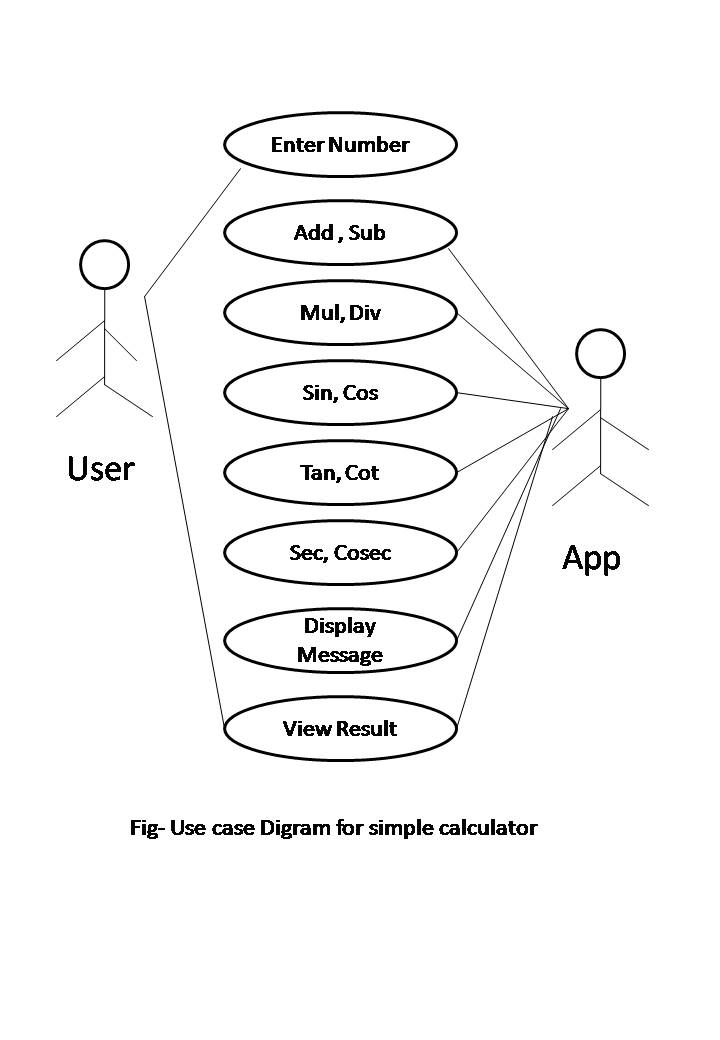 Enter Number
Add , Sub
Mul, Div
Sin, Cos
Tan, Cot
Sec, Cosec
Display
Message
View Result
User
App
Fig- Use case Digram for simple calculator